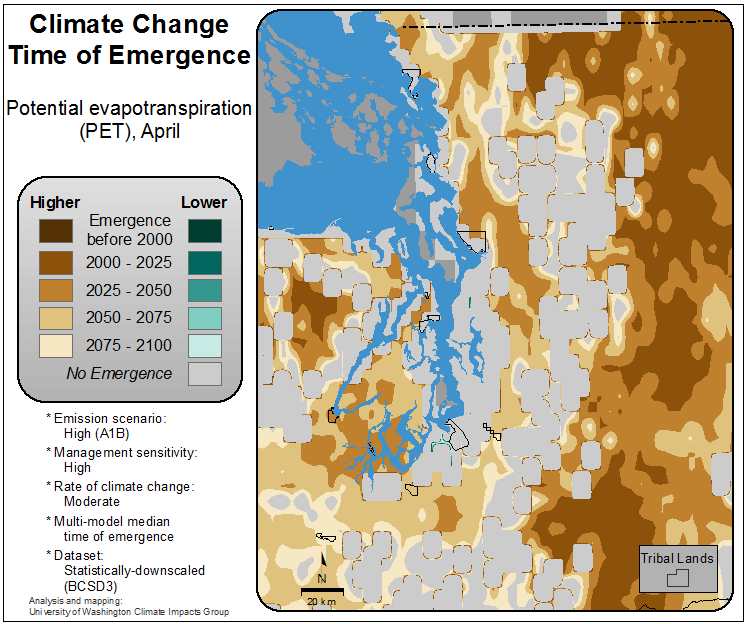 Climate Change
Time of Emergence
Potential evapotranspiration
(PET), April
Higher Lower
Emergence
before 2000
2000 - 2025
2025 - 2050
2050 - 2075
2075 - 2100
No Emergence
* Emission scenario:
High (A1B)
* Management sensitivity:
High
* Rate of climate change:
Moderate
* Multi-model median
time of emergence
* Dataset:
Statistically-downscaled
(BCSD3)
Analysis and mapping:
University of Washington Climate Impacts Group
N
20 km
Tribal Lands